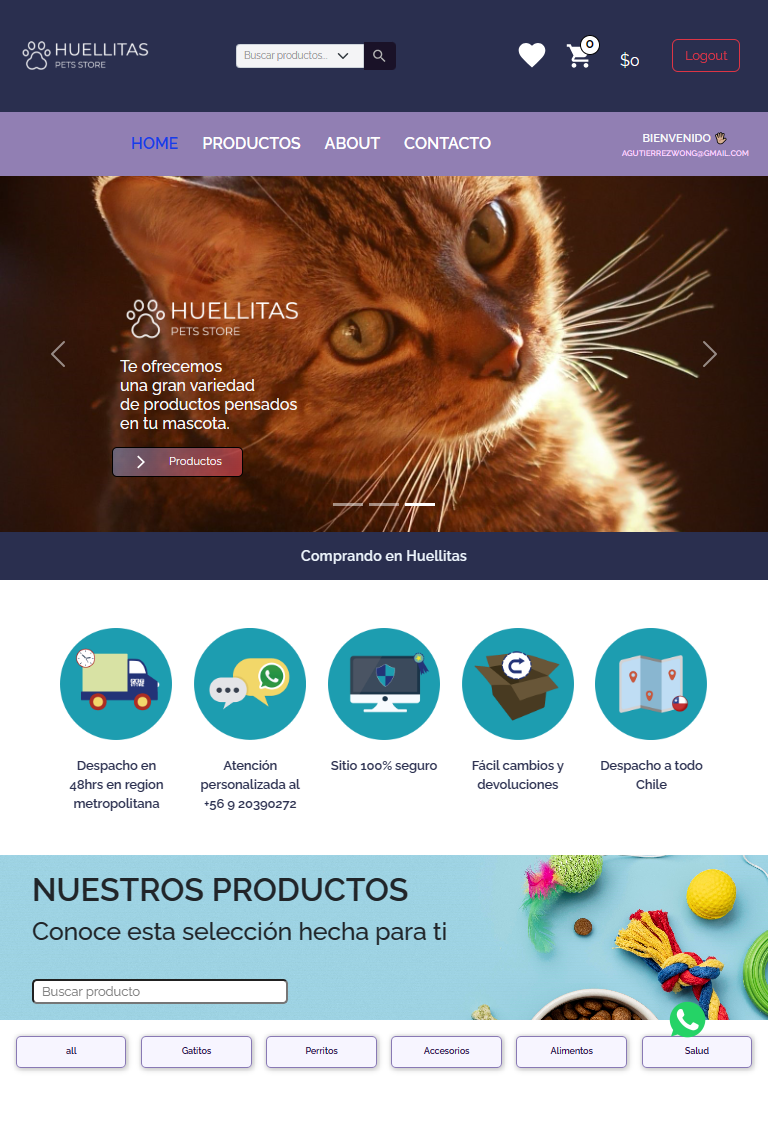 HUELLITAS
PETS STORE
Buscar productos...
0
$0
Logout
HOME PRODUCTOS ABOUT CONTACTO
BIENVENIDO 👋🏽
AGUTIERREZWONG@GMAIL.COM
HUELLITAS
PETS STORE
Te ofrecemos
una gran variedad
de productos pensados
en tu mascota.
Productos
Comprando en Huellitas
Despacho en
48hrs en region
metropolitana
Atención
personalizada al
+56 9 20390272
Sitio 100% seguro
Fácil cambios y
devoluciones
Despacho a todo
Chile
NUESTROS PRODUCTOS
Conoce esta selección hecha para ti
Buscar producto
all Gatitos Perritos Accesorios Alimentos Salud